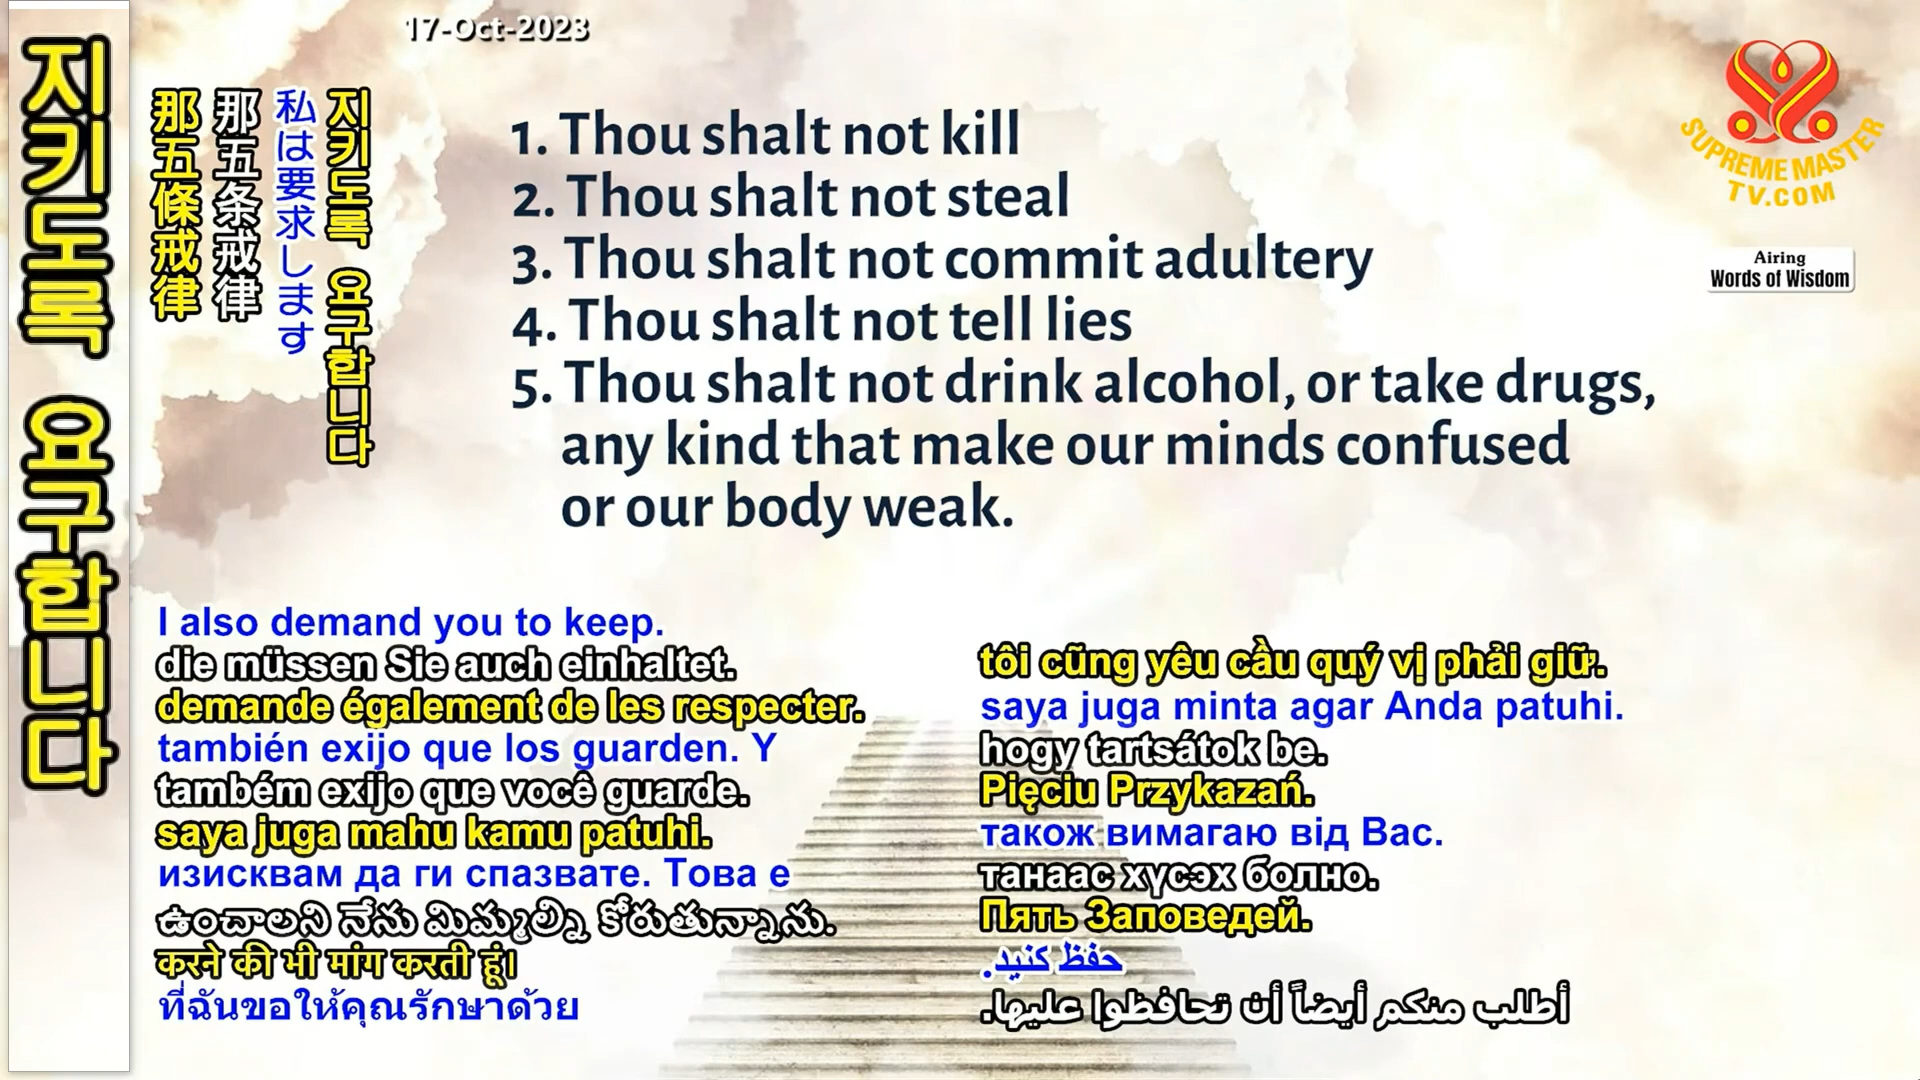 17-Oct-2023
지키도록 요구합니다
那五條戒律
那五条戒律
私は要求します
지키도록 요구합니다
1. Thou shalt not kill
2. Thou shalt not steal
3. Thou shalt not commit adultery
4. Thou shalt not tell lies
5. Thou shalt not drink alcohol, or take drugs,
any kind that make our minds confused
or our body weak.
SUPREME MASTER
TV.COM
Airing
Words of Wisdom
I also demand you to keep.
die müssen Sie auch einhaltet.
demande également de les respecter.
también exijo que los guarden. Y
também exijo que você guarde.
saya juga mahu kamu patuhi.
изисквам да ги спазвате. Това е
ఉంచాలని నేను మిమ్మల్ని కోరుతున్నాను.
करने की भी मांग करती हूं।
ที่ฉันขอให้คุณรักษาด้วย
tôi cũng yêu cầu quý vị phải giữ.
saya juga minta agar Anda patuhi.
hogy tartsátok be.
Pięciu Przykazań.
також вимагаю від Вас.
танаас хүсэх болно.
Пять Заповедей.
حفظ کنید.
أطلب منكم أيضاً أن تحافظوا عليها.